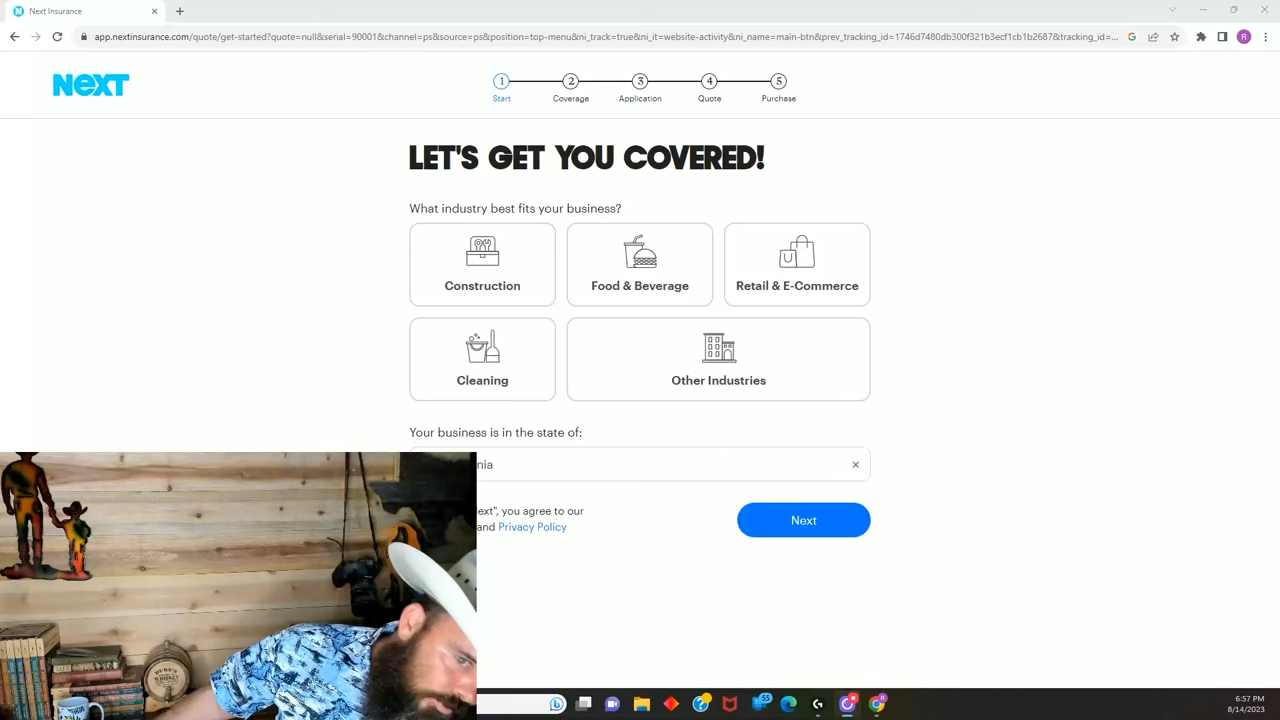 Next Insurance
app.nextinsurance.com/quote/get-started?quote=null&serial=90001&channel=ps&source=ps&position=top-menu&ni_track=true&ni_it=website-activity&ni_name=main-btn&prev_tracking_id=1746d7480db300f321b3ecf1cb1b2687&tracking_id=...
NEXT
1 2 3 4 5
Start Coverage Application Quote Purchase
LET'S GET YOU COVERED!
What industry best fits your business?
Construction Food & Beverage Retail & E-Commerce
Cleaning Other Industries
Your business is in the state of:
nia
ext", you agree to our
and Privacy Policy
Next
WHISKEY
55
6:57 PM
8/14/2023